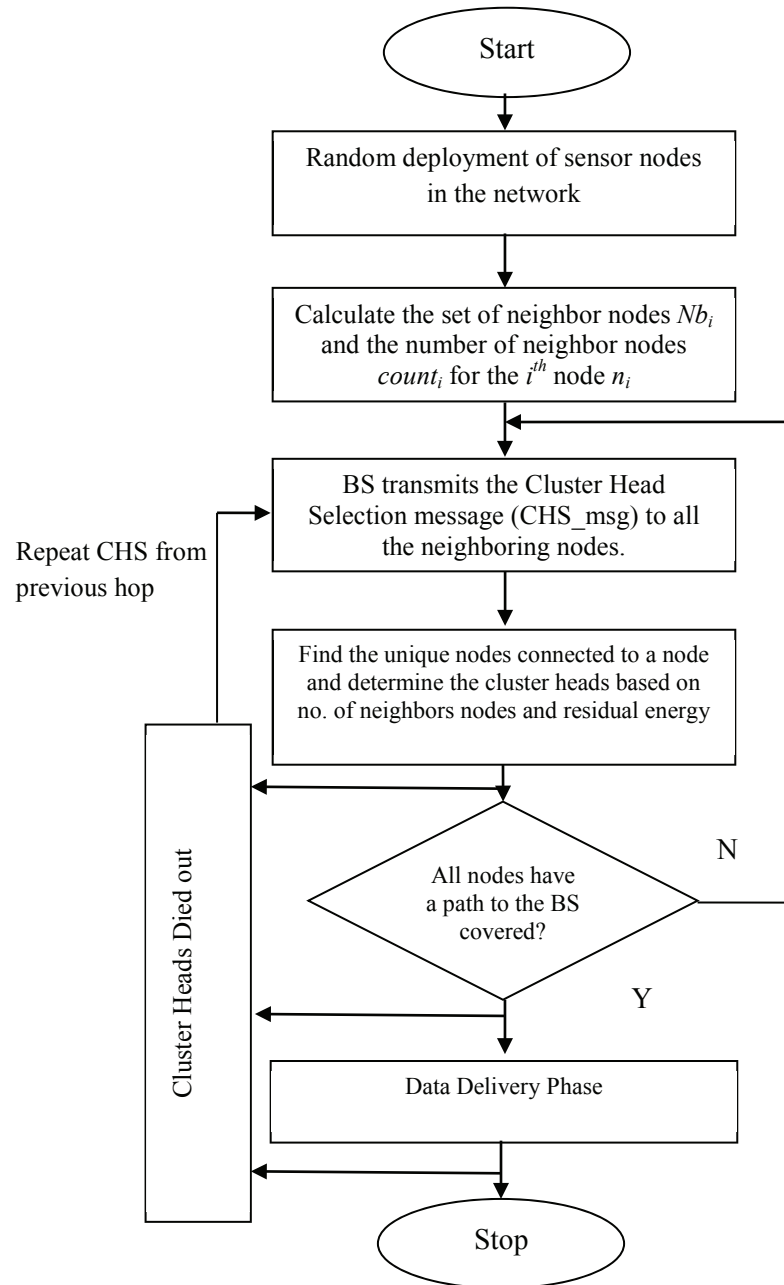 Start
Random deployment of sensor nodes
in the network
Calculate the set of neighbor nodes Nbᵢ
and the number of neighbor nodes
countᵢ for the iᵗʰ node nᵢ
BS transmits the Cluster Head
Selection message (CHS_msg) to all
the neighboring nodes.
Repeat CHS from
previous hop
Find the unique nodes connected to a node
and determine the cluster heads based on
no. of neighbors nodes and residual energy
Cluster Heads Died out
All nodes have
a path to the BS
covered?
N
Y
Data Delivery Phase
Stop